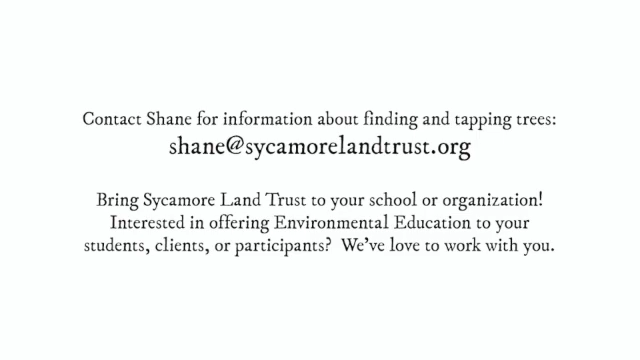 Contact Shane for information about finding and tapping trees:
shane@sycamorelandtrust.org
Bring Sycamore Land Trust to your school or organization!
Interested in offering Environmental Education to your
students, clients, or participants? We've love to work with you.